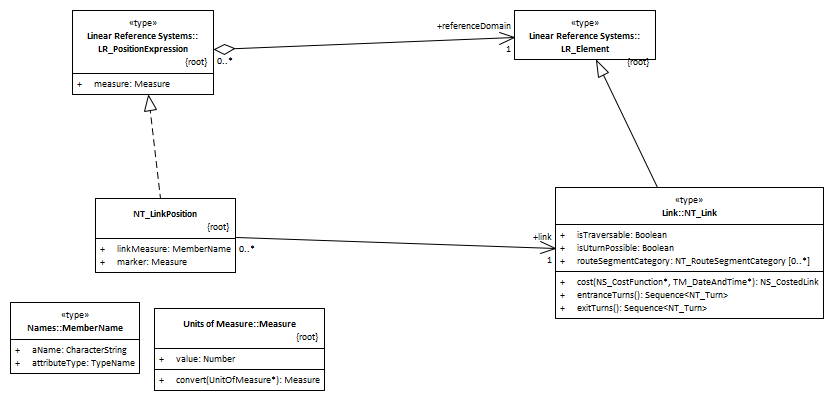 «type»
Linear Reference Systems::
LR_PositionExpression
{root}
+ measure: Measure
0..*
+referenceDomain
1
«type»
Linear Reference Systems::
LR_Element
{root}
NT_LinkPosition
{root}
+ linkMeasure: MemberName
+ marker: Measure
0..*
+link
1
«type»
Link::NT_Link
+ isTraversable: Boolean
+ isUturnPossible: Boolean
+ routeSegmentCategory: NT_RouteSegmentCategory [0..*]
+ cost(NS_CostFunction*, TM_DateAndTime*): NS_CostedLink
+ entranceTurns(): Sequence<NT_Turn>
+ exitTurns(): Sequence<NT_Turn>
«type»
Names::MemberName
+ aName: CharacterString
+ attributeType: TypeName
Units of Measure::Measure
{root}
+ value: Number
+ convert(UnitOfMeasure*): Measure